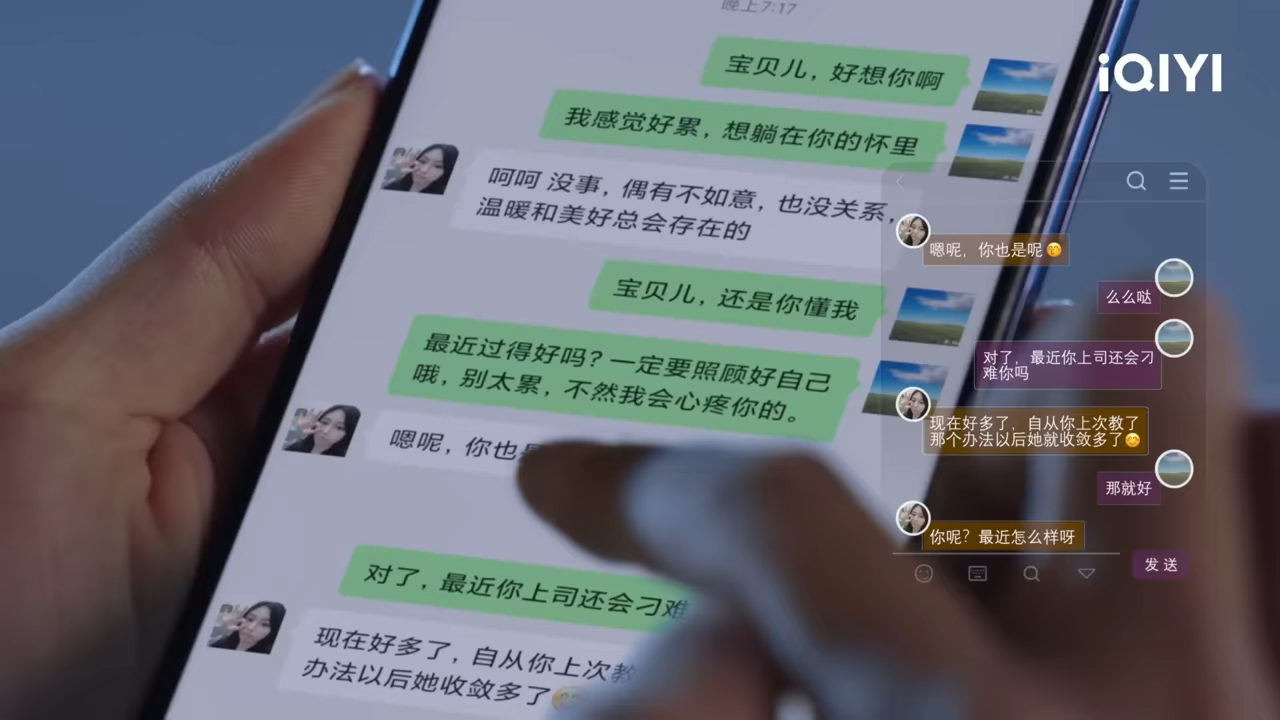 晚上7:17
iQIYI
宝贝儿，好想你啊
我感觉好累，想躺在你的怀里
呵呵 没事，偶有不如意，也没关系，
温暖和美好总会存在的
宝贝儿，还是你懂我
最近过得好吗？一定要照顾好自己
哦，别太累，不然我会心疼你的。
嗯呢，你也是
对了，最近你上司还会刁难
现在好多了，自从你上次教
办法以后她收敛多了
嗯呢，你也是呢🤭
么么哒
对了，最近你上司还会刁
难你吗
现在好多了，自从你上次教了
那个办法以后她就收敛多了🤭
那就好
你呢？最近怎么样呀
发送